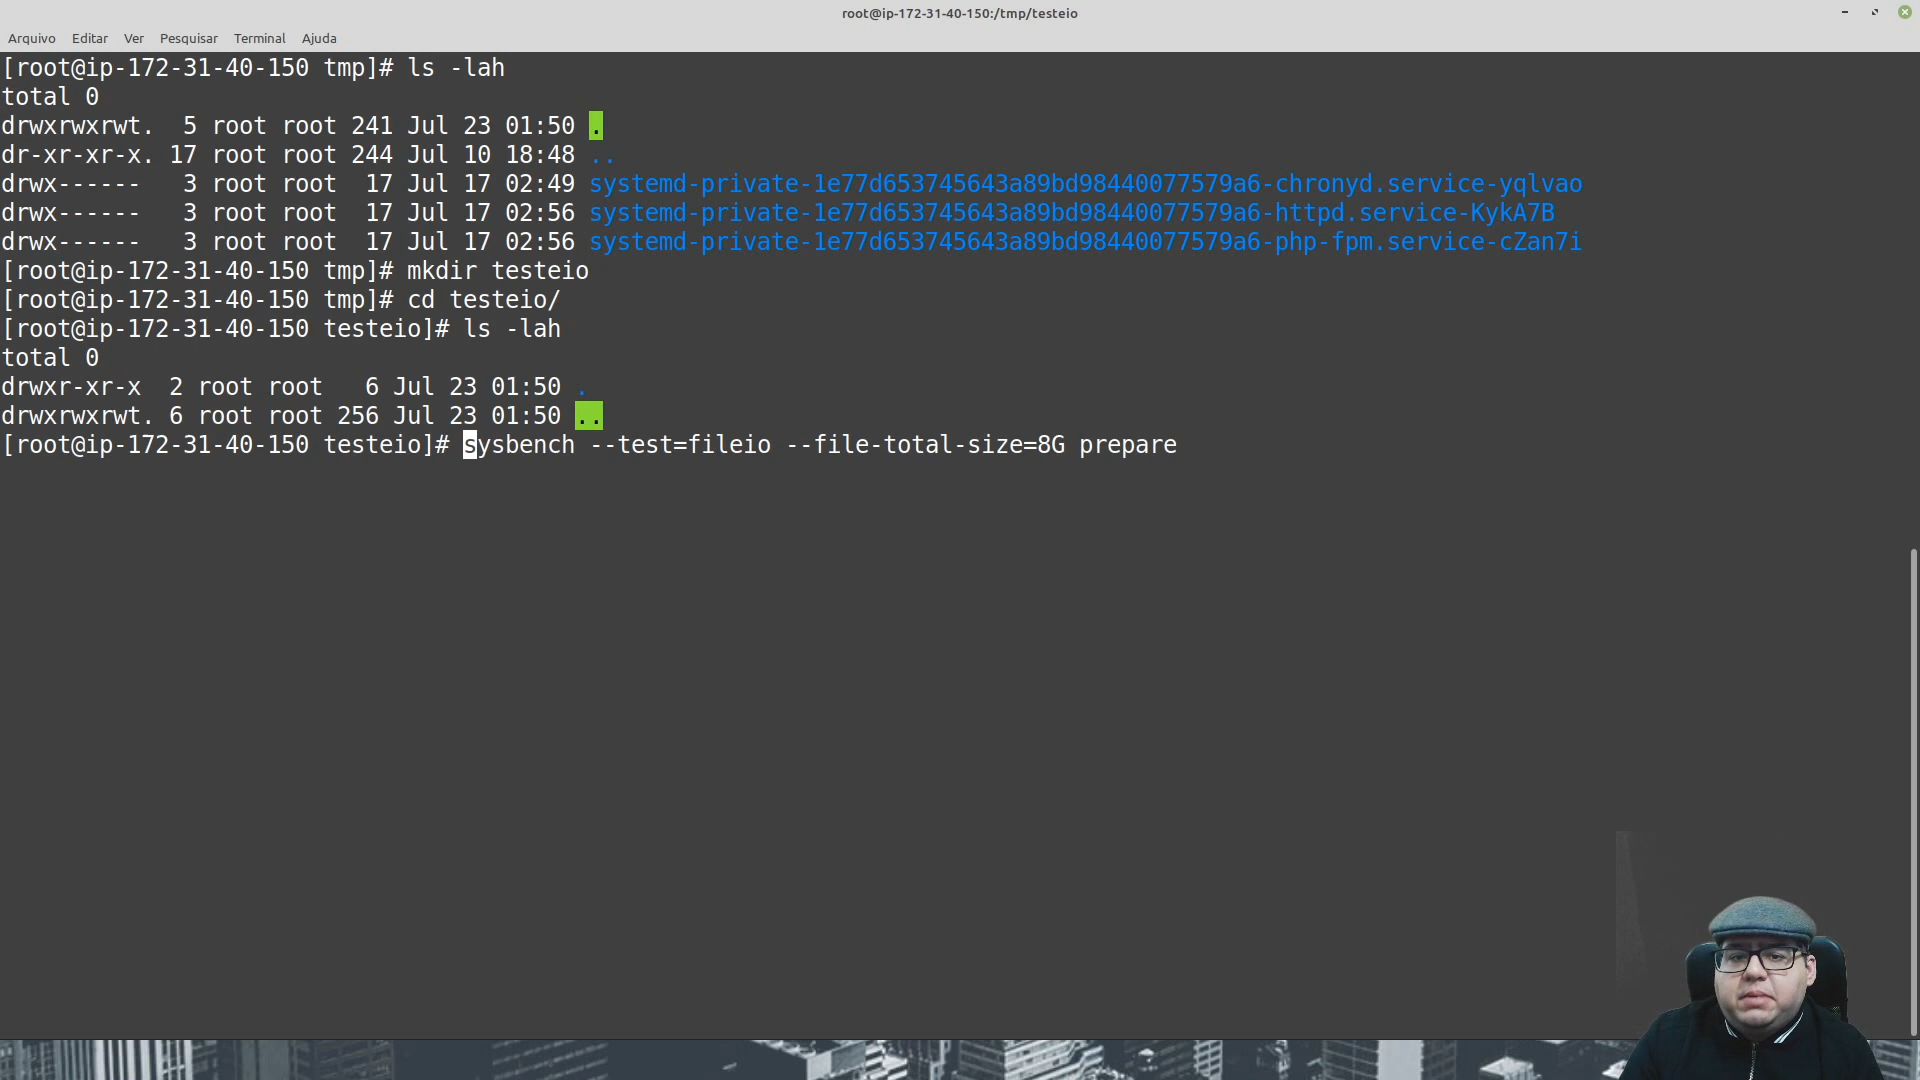 root@ip-172-31-40-150:/tmp/testeio
Arquivo Editar Ver Pesquisar Terminal Ajuda
[root@ip-172-31-40-150 tmp]# ls -lah
total 0
drwxrwxrwt.  5 root root 241 Jul 23 01:50 .
dr-xr-xr-x. 17 root root 244 Jul 10 18:48 ..
drwx------   3 root root  17 Jul 17 02:49 systemd-private-1e77d653745643a89bd98440077579a6-chronyd.service-yqlvao
drwx------   3 root root  17 Jul 17 02:56 systemd-private-1e77d653745643a89bd98440077579a6-httpd.service-KykA7B
drwx------   3 root root  17 Jul 17 02:56 systemd-private-1e77d653745643a89bd98440077579a6-php-fpm.service-cZan7i
[root@ip-172-31-40-150 tmp]# mkdir testeio
[root@ip-172-31-40-150 tmp]# cd testeio/
[root@ip-172-31-40-150 testeio]# ls -lah
total 0
drwxr-xr-x  2 root root   6 Jul 23 01:50 .
drwxrwxrwt. 6 root root 256 Jul 23 01:50 ..
[root@ip-172-31-40-150 testeio]# sysbench --test=fileio --file-total-size=8G prepare